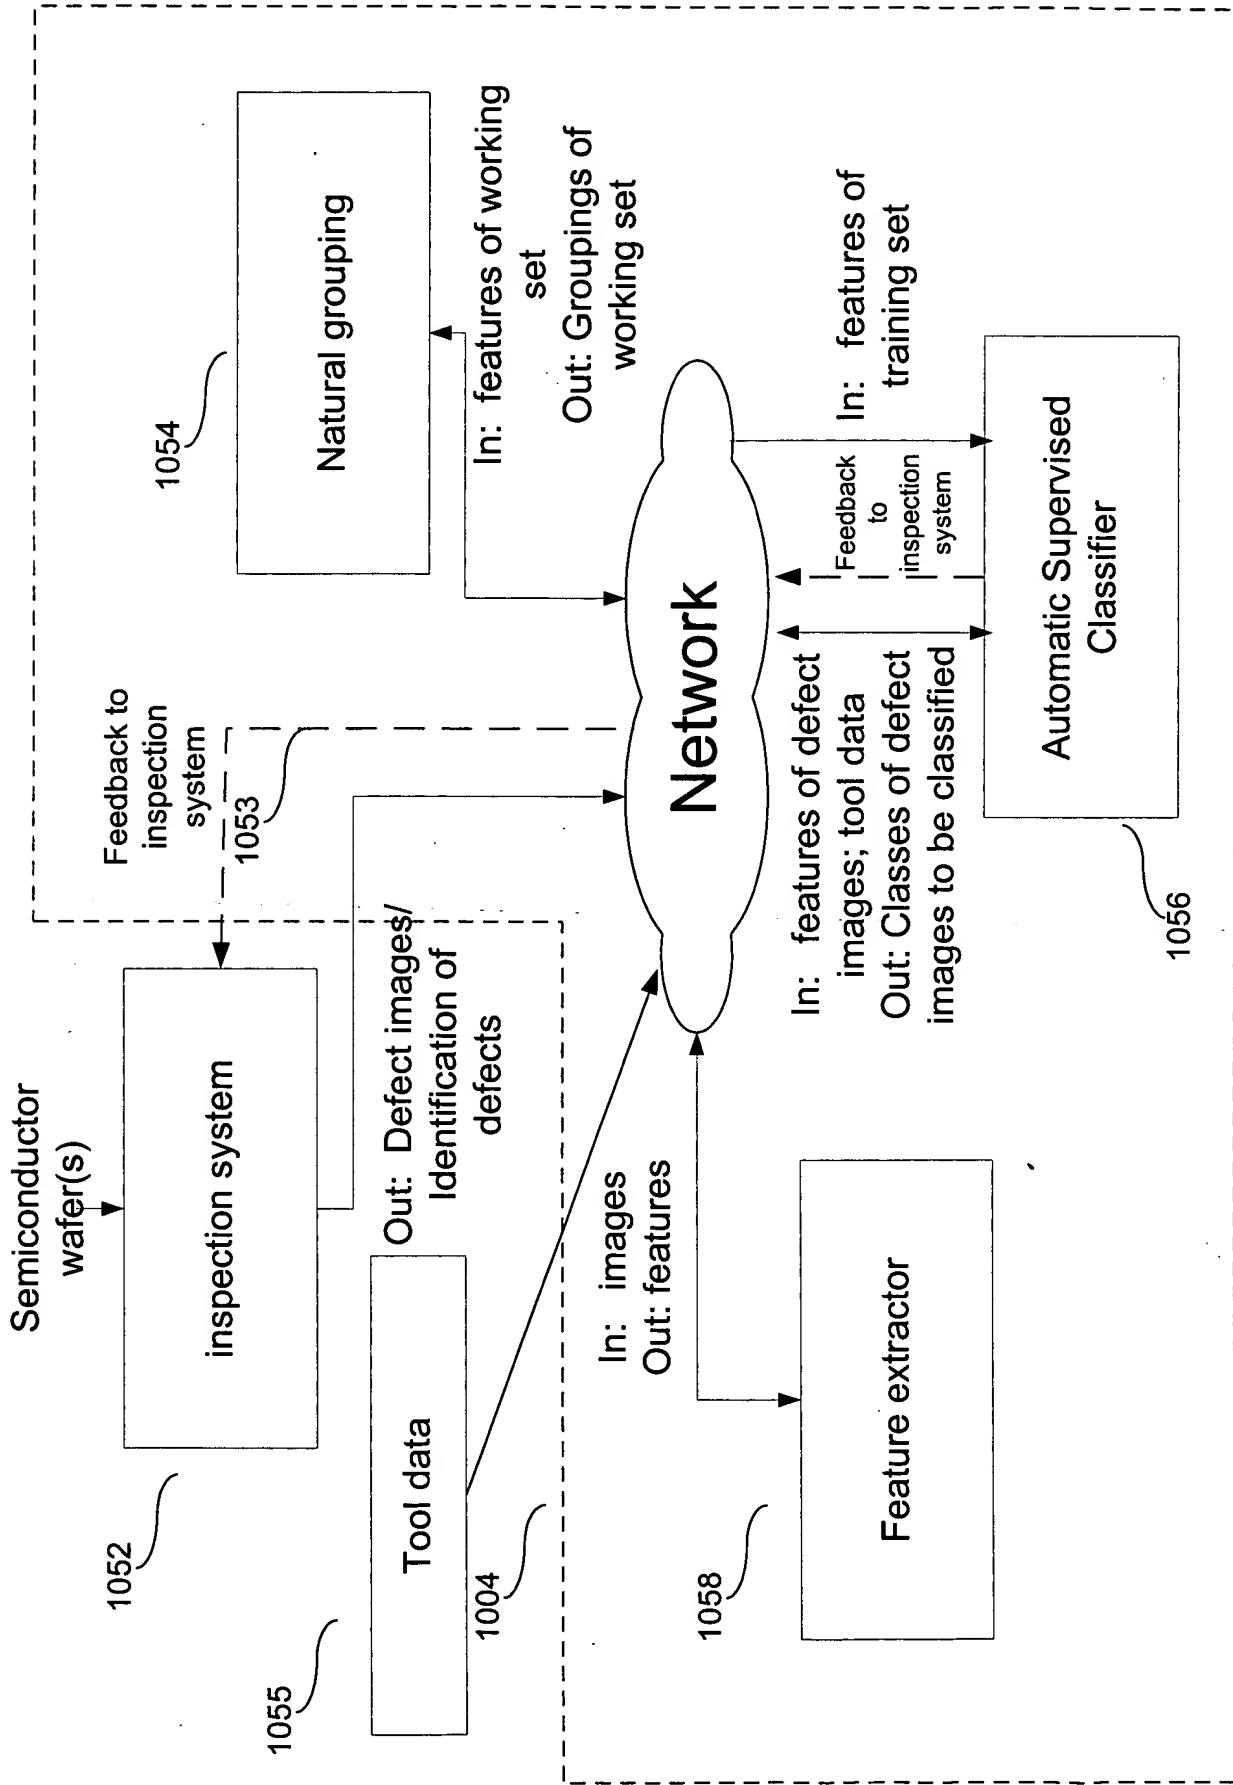 Semiconductor
wafer(s)
inspection system
1052
Feedback to
inspection
system
1053
Out: Defect images/
Identification of
defects
Tool data
1055
1004
Natural grouping
1054
In: features of working
set
Out: Groupings of
working set
Network
In: images
Out: features
Feature extractor
1058
In: features of defect
images; tool data
Out: Classes of defect
images to be classified
Feedback
to
inspection
system
In: features of
training set
Automatic Supervised
Classifier
1056